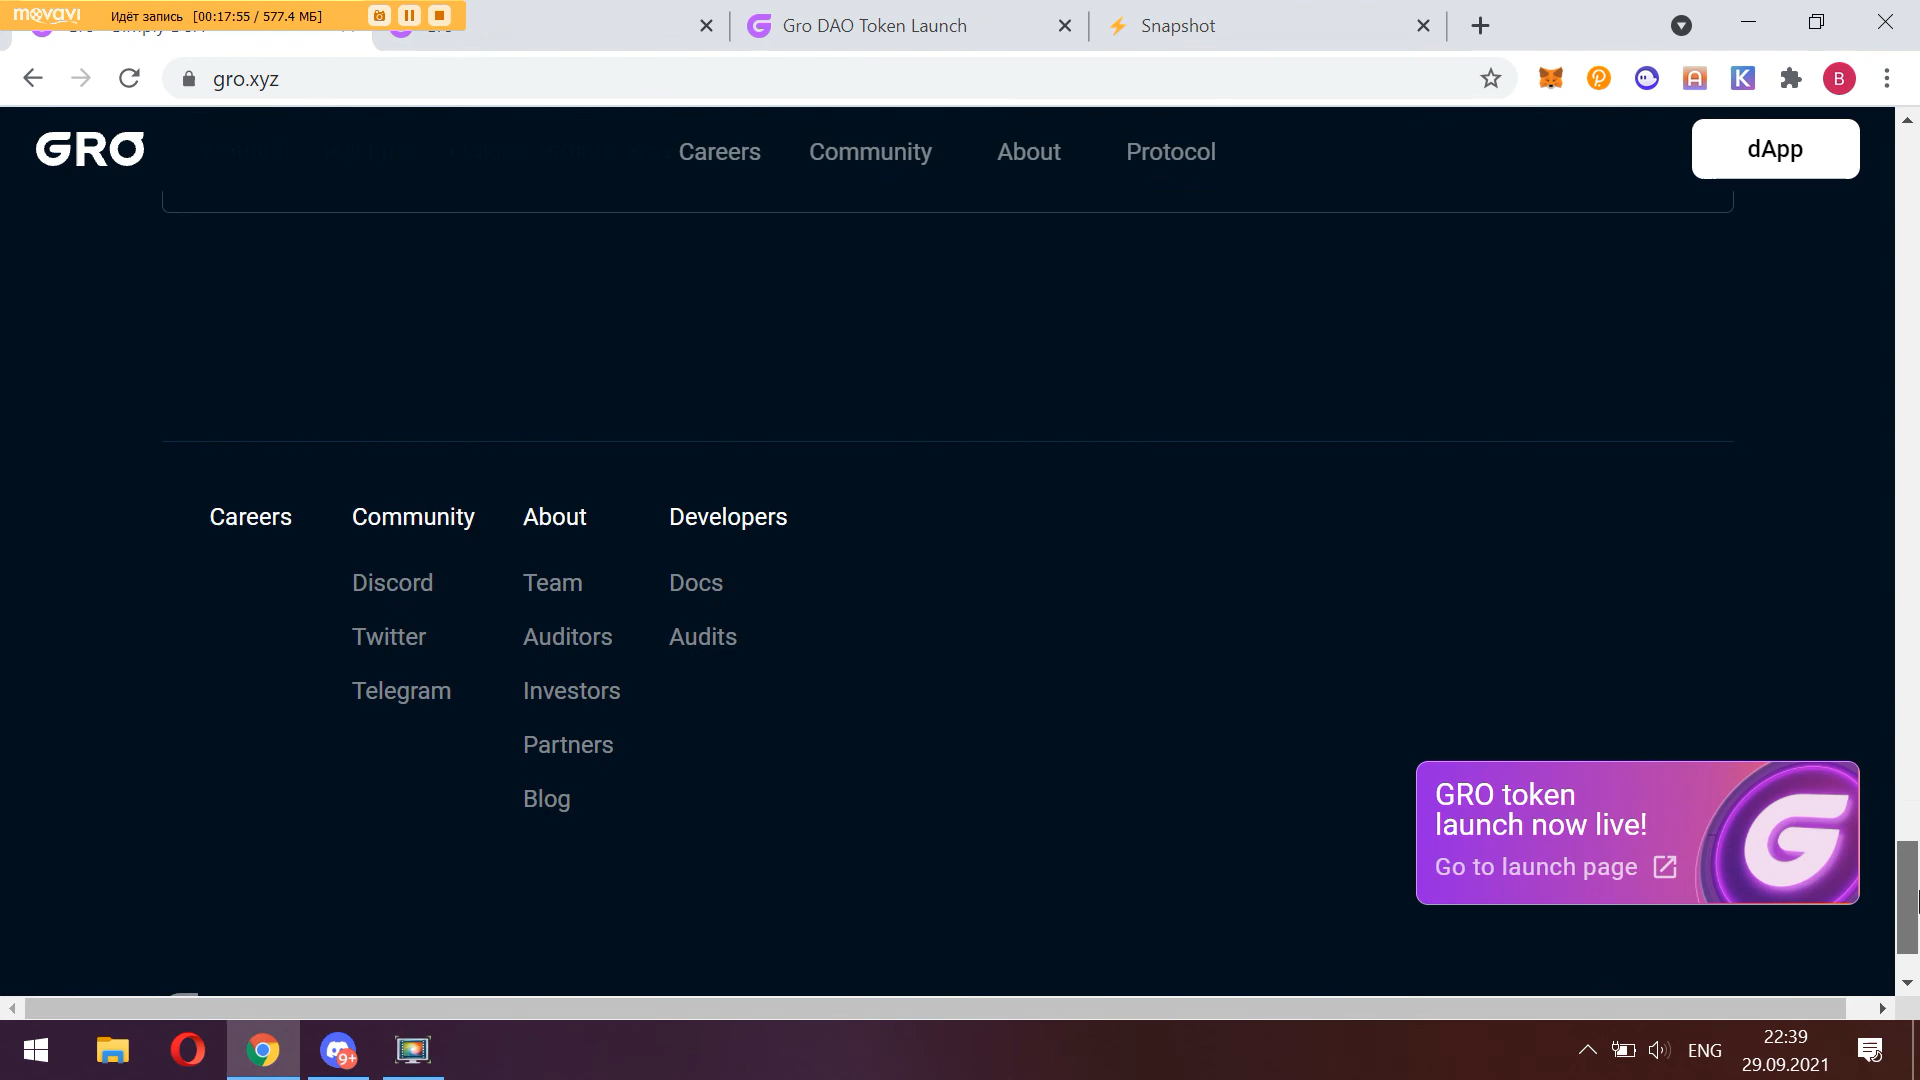 movavi
Идёт запись [00:17:55 / 577.4 МБ]
Gro DAO Token Launch
Snapshot
gro.xyz
B
GRO
Careers
Community
About
Protocol
dApp
Careers
Community
About
Developers
Discord
Team
Docs
Twitter
Auditors
Audits
Telegram
Investors
Partners
Blog
GRO token
launch now live!
Go to launch page
9+
ENG
22:39
29.09.2021